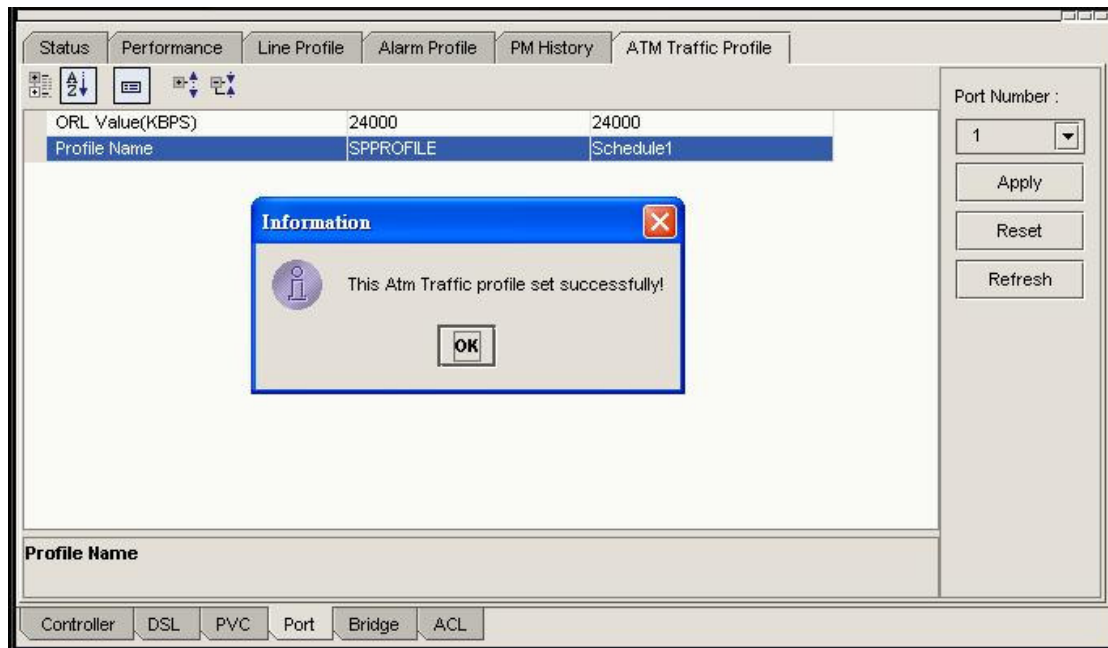 Status Performance Line Profile Alarm Profile PM History ATM Traffic Profile
Port Number :
1
Apply
Reset
Refresh
ORL Value(KBPS) 24000 24000
Profile Name SPPROFILE Schedule1
Information
This Atm Traffic profile set successfully!
OK
Profile Name
Controller DSL PVC Port Bridge ACL